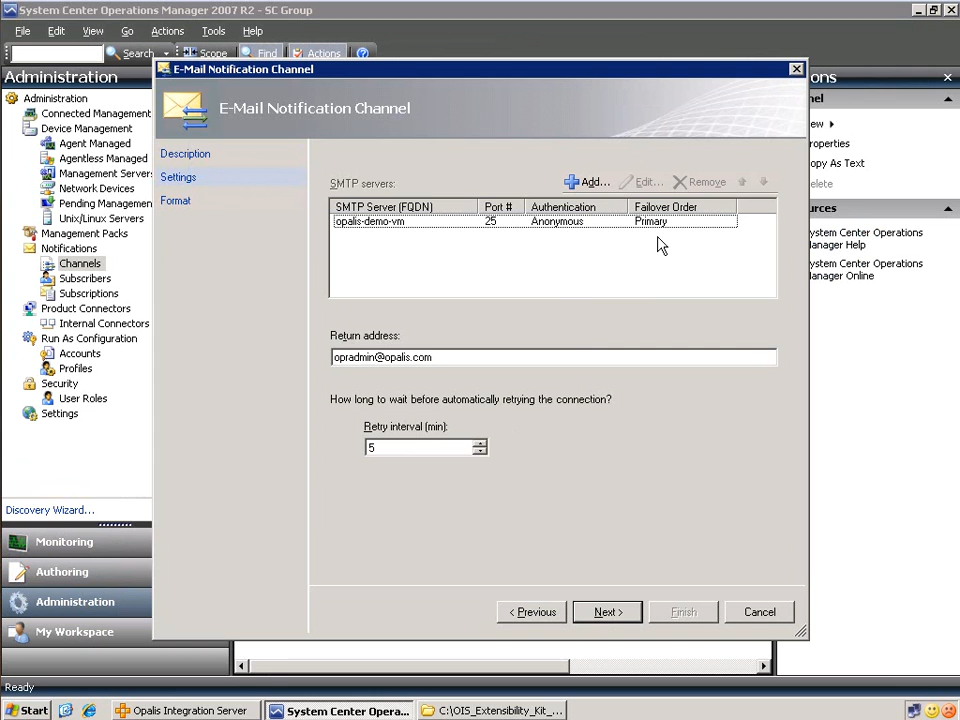 System Center Operations Manager 2007 R2 - SC Group
File Edit View Go Actions Tools Help
Search Scope Find Actions
Administration
Administration
Connected Management
Device Management
Agent Managed
Agentless Managed
Management Servers
Network Devices
Pending Management
Unix/Linux Servers
Management Packs
Notifications
Channels
Subscribers
Subscriptions
Product Connectors
Internal Connectors
Run As Configuration
Accounts
Profiles
Security
User Roles
Settings
Discovery Wizard...
Monitoring
Authoring
Administration
My Workspace
E-Mail Notification Channel
E-Mail Notification Channel
Description
Settings
Format
SMTP servers:
Add... Edit... Remove
SMTP Server (FQDN) Port # Authentication Failover Order
opalis-demo-vm 25 Anonymous Primary
Return address:
opradmin@opalis.com
How long to wait before automatically retrying the connection?
Retry interval (min):
5
< Previous Next > Finish Cancel
ons
nel
ew
roperties
opy As Text
elete
urces
ystem Center Operations
anager Help
ystem Center Operations
anager Online
Ready
Start Opalis Integration Server System Center Opera... C:\OIS_Extensibility_Kit_...